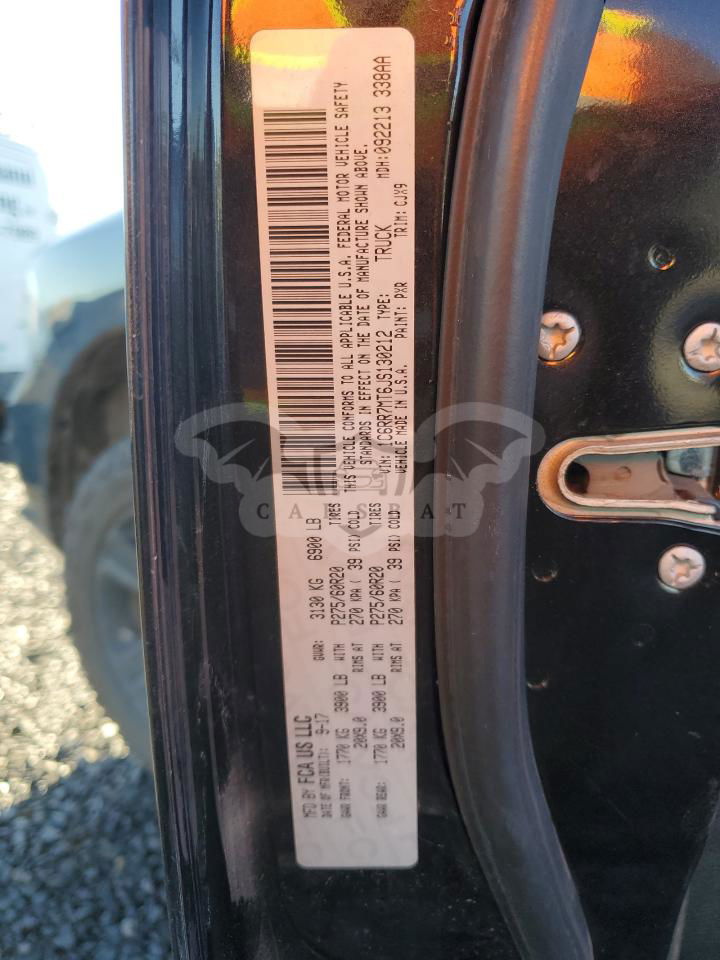 MFD BY FCA US LLC
DATE OF MFR(BUILT): 9-17 GVWR: 3130 KG 6900 LB
GAWR FRONT: 1770 KG 3900 LB WITH P275/60R20 TIRES
20X9.0 RIMS AT 270 KPA ( 39 PSI) COLD
GAWR REAR: 1770 KG 3900 LB WITH P275/60R20 TIRES
20X9.0 RIMS AT 270 KPA ( 39 PSI) COLD
THIS VEHICLE CONFORMS TO ALL APPLICABLE U.S.A. FEDERAL MOTOR VEHICLE SAFETY
STANDARDS IN EFFECT ON THE DATE OF MANUFACTURE SHOWN ABOVE.
VIN: 1C6RR7MT6JS130212 TYPE: TRUCK MDH:092213 338AA
VEHICLE MADE IN U.S.A. PAINT: PXR TRIM: CJX9
CARSBAT